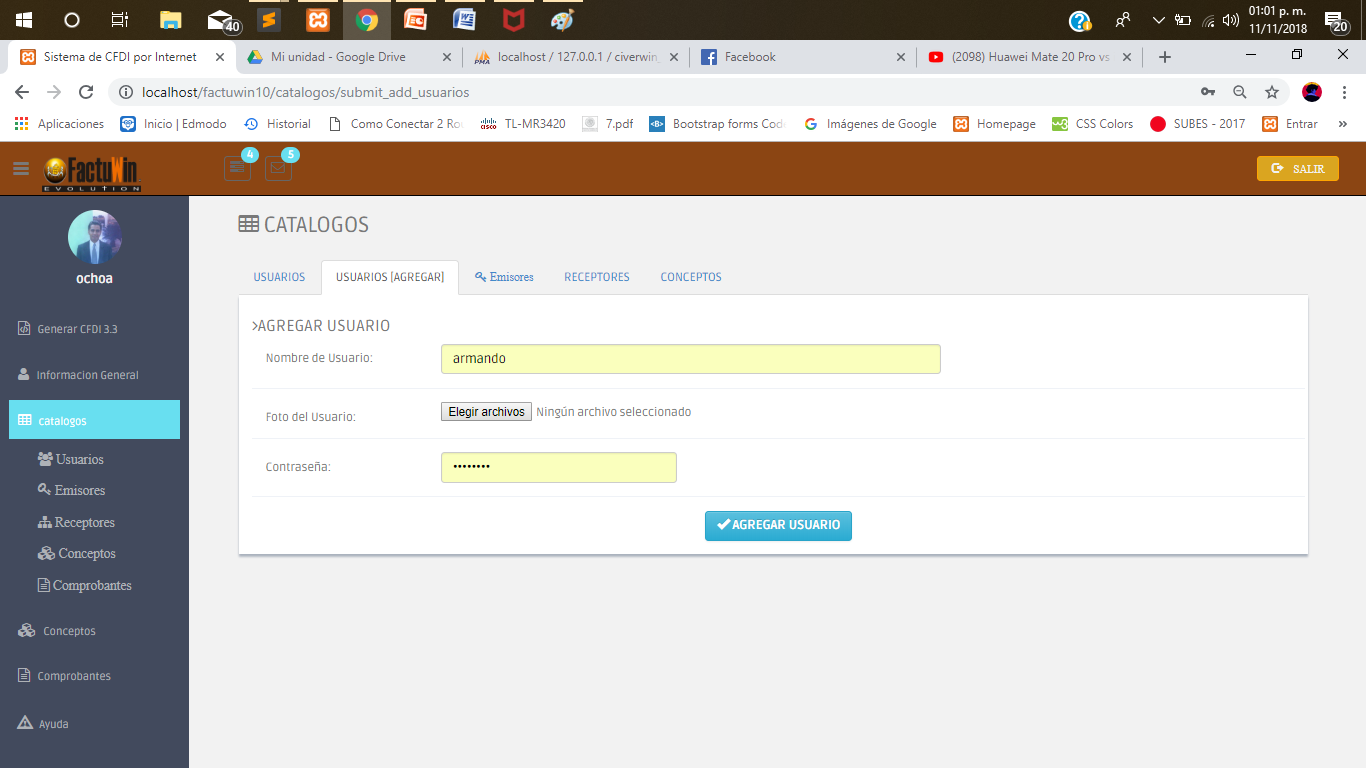 40
01:01 p. m.
11/11/2018
20
Sistema de CFDI por Internet
Mi unidad - Google Drive
localhost / 127.0.0.1 / civerwin_
Facebook
(2098) Huawei Mate 20 Pro vs
localhost/factuwin10/catalogos/submit_add_usuarios
Aplicaciones
Inicio | Edmodo
Historial
Como Conectar 2 Rou
TL-MR3420
7.pdf
Bootstrap forms Code
Imágenes de Google
Homepage
CSS Colors
SUBES - 2017
Entrar
»
FactuWin
EVOLUTION
4
5
SALIR
ochoa
Generar CFDI 3.3
Informacion General
catalogos
Usuarios
Emisores
Receptores
Conceptos
Comprobantes
Conceptos
Comprobantes
Ayuda
CATALOGOS
USUARIOS
USUARIOS [AGREGAR]
Emisores
RECEPTORES
CONCEPTOS
>AGREGAR USUARIO
Nombre de Usuario:
armando
Foto del Usuario:
Elegir archivos Ningún archivo seleccionado
Contraseña:
••••••••
AGREGAR USUARIO